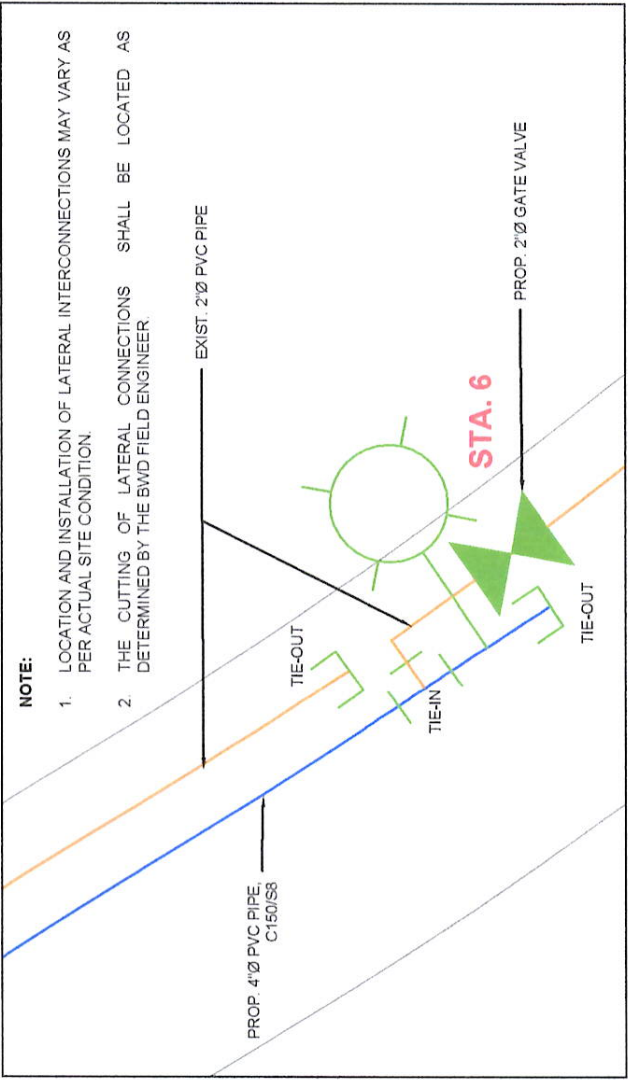 NOTE:
1. LOCATION AND INSTALLATION OF LATERAL INTERCONNECTIONS MAY VARY AS
PER ACTUAL SITE CONDITION.
2. THE CUTTING OF LATERAL CONNECTIONS SHALL BE LOCATED AS
DETERMINED BY THE BWD FIELD ENGINEER.
EXIST. 2"Ø PVC PIPE
TIE-OUT
PROP. 4"Ø PVC PIPE,
C150/S8
TIE-IN
STA. 6
PROP. 2"Ø GATE VALVE
TIE-OUT